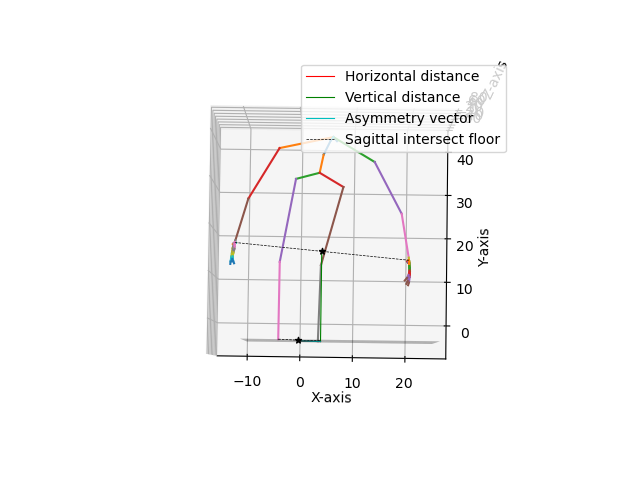 Horizontal distance
Vertical distance
Asymmetry vector
Sagittal intersect floor
Z-axis
40
30
20
10
0
Y-axis
−10
0
10
20
X-axis